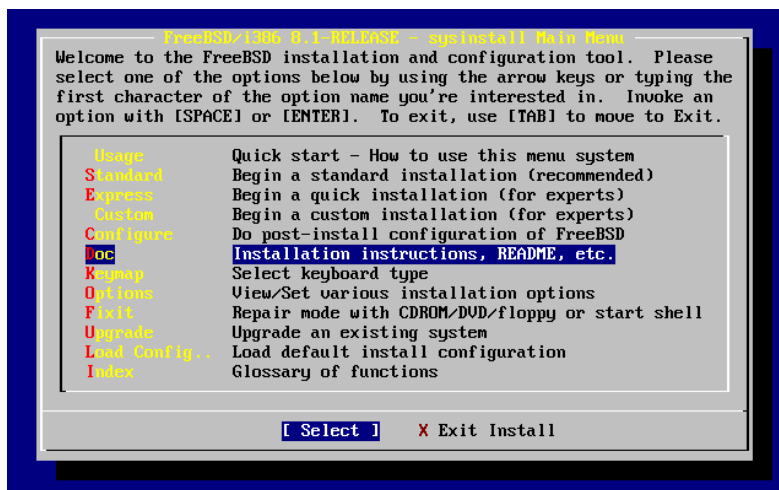 FreeBSD/i386 8.1-RELEASE - sysinstall Main Menu
Welcome to the FreeBSD installation and configuration tool.  Please
select one of the options below by using the arrow keys or typing the
first character of the option name you're interested in.  Invoke an
option with [SPACE] or [ENTER].  To exit, use [TAB] to move to Exit.
Usage Quick start - How to use this menu system
Standard Begin a standard installation (recommended)
Express Begin a quick installation (for experts)
Custom Begin a custom installation (for experts)
Configure Do post-install configuration of FreeBSD
Doc Installation instructions, README, etc.
Keymap Select keyboard type
Options View/Set various installation options
Fixit Repair mode with CDROM/DVD/floppy or start shell
Upgrade Upgrade an existing system
Load Config.. Load default install configuration
Index Glossary of functions
[ Select ] X Exit Install